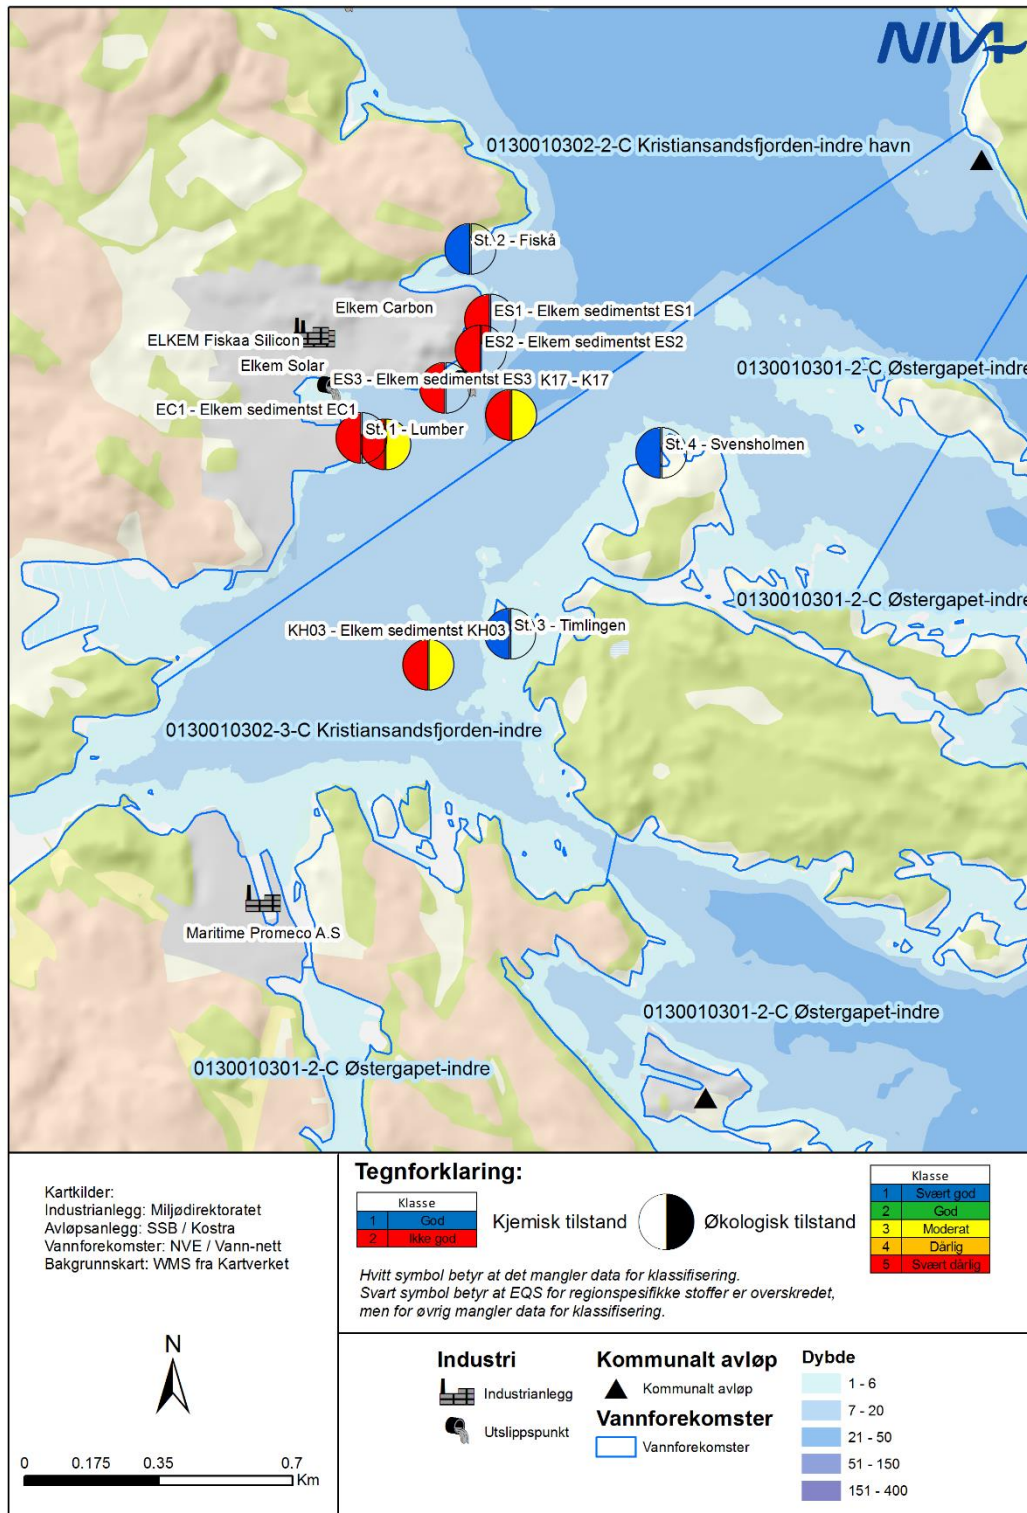 NIVA
0130010302-2-C Kristiansandsfjorden-indre havn
St. 2 - Fiskå
Elkem Carbon
ES1 - Elkem sedimentst ES1
ELKEM Fiskaa Silicon
ES2 - Elkem sedimentst ES2
Elkem Solar
0130010301-2-C Østergapet-indre
ES3 - Elkem sedimentst ES3
K17 - K17
EC1 - Elkem sedimentst EC1
St. 1 - Lumber
St. 4 - Svensholmen
0130010301-2-C Østergapet-indre
KH03 - Elkem sedimentst KH03
St. 3 - Timlingen
0130010302-3-C Kristiansandsfjorden-indre
Maritime Promeco A.S
0130010301-2-C Østergapet-indre
0130010301-2-C Østergapet-indre
Kartkilder:
Industrianlegg: Miljødirektoratet
Avløpsanlegg: SSB / Kostra
Vannforekomster: NVE / Vann-nett
Bakgrunnskart: WMS fra Kartverket
N
0 0.175 0.35 0.7
Km
Tegnforklaring:
Klasse
1 God
2 Ikke god
Kjemisk tilstand
Økologisk tilstand
Klasse
1 Svært god
2 God
3 Moderat
4 Dårlig
5 Svært dårlig
Hvitt symbol betyr at det mangler data for klassifisering.
Svart symbol betyr at EQS for regionspesifikke stoffer er overskredet,
men for øvrig mangler data for klassifisering.
Industri
Industrianlegg
Utslippspunkt
Kommunalt avløp
Kommunalt avløp
Vannforekomster
Vannforekomster
Dybde
1 - 6
7 - 20
21 - 50
51 - 150
151 - 400